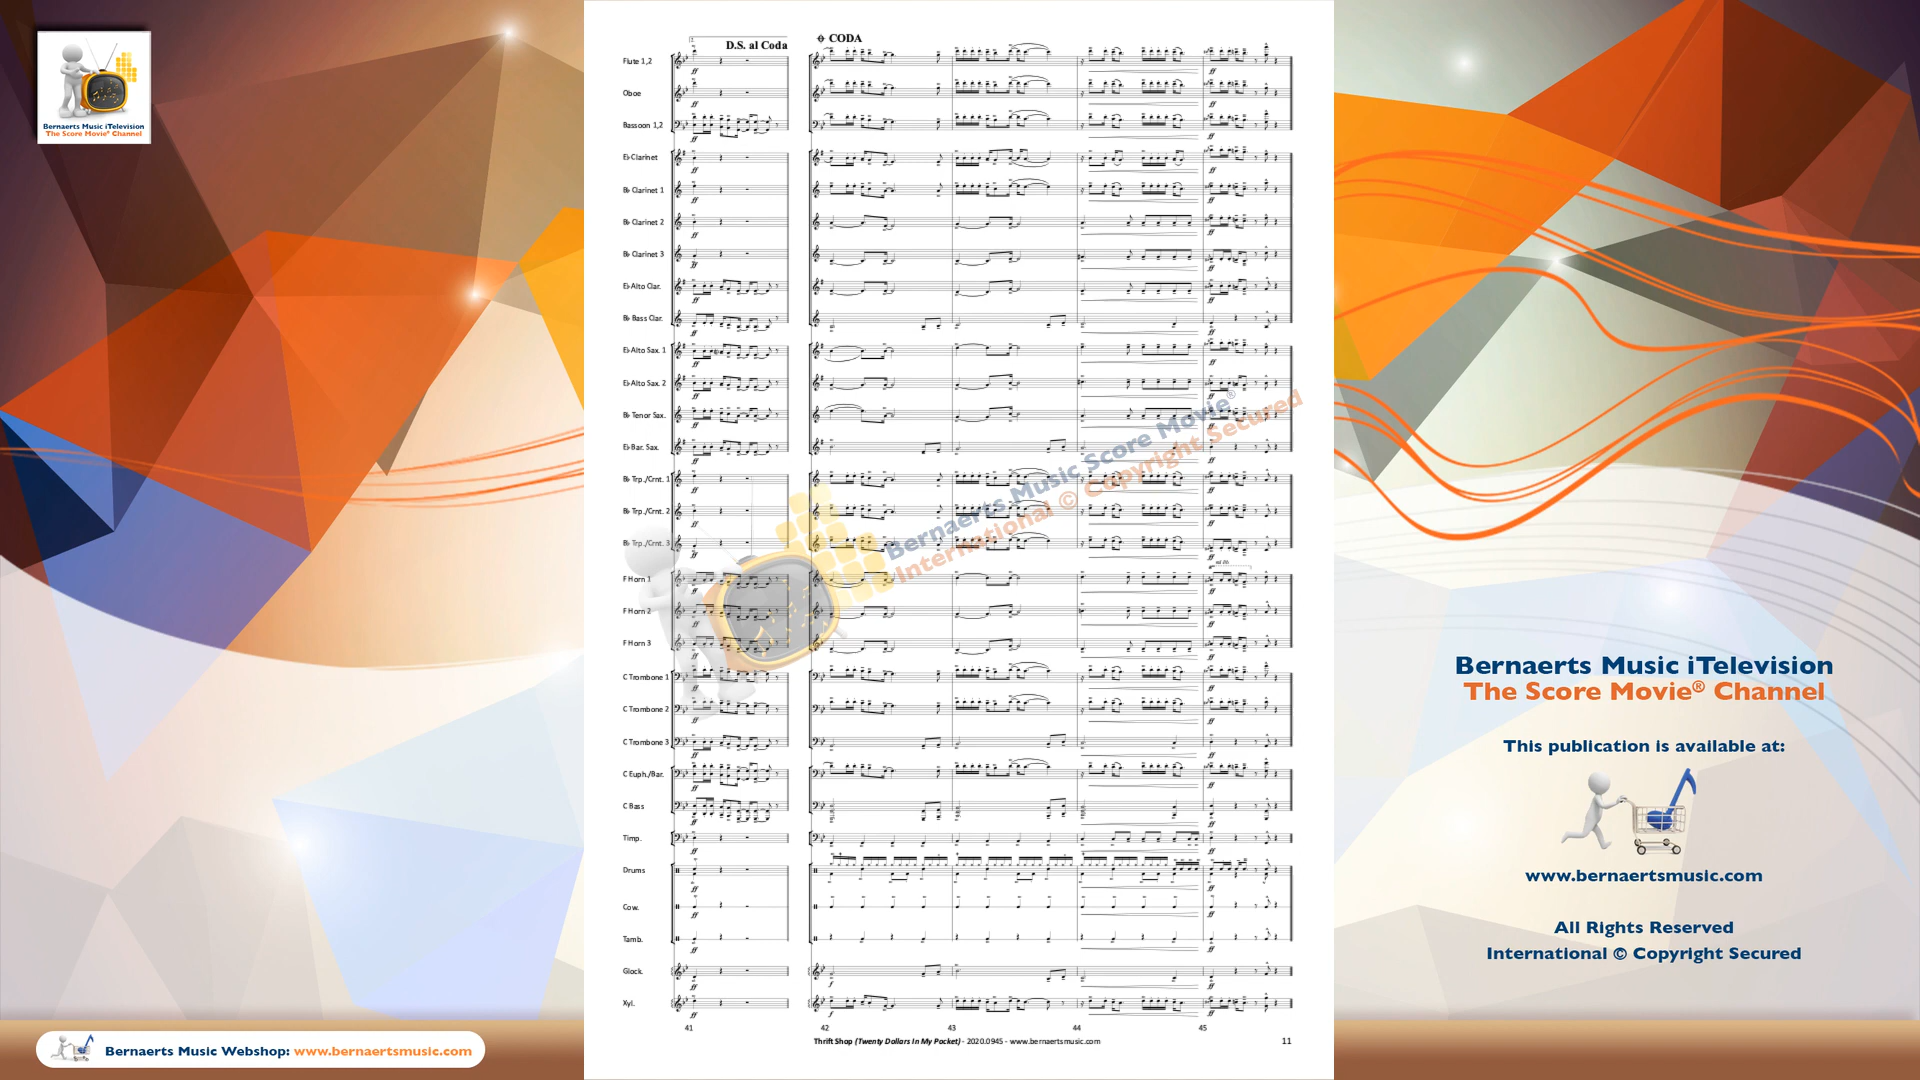 Bernaerts Music iTelevision
The Score Movie® Channel
2.
D.S. al Coda
CODA
Flute 1,2
Oboe
Bassoon 1,2
E♭ Clarinet
B♭ Clarinet 1
B♭ Clarinet 2
B♭ Clarinet 3
E♭ Alto Clar.
B♭ Bass Clar.
E♭ Alto Sax. 1
E♭ Alto Sax. 2
B♭ Tenor Sax.
E♭ Bar. Sax.
B♭ Trp./Crnt. 1
B♭ Trp./Crnt. 2
B♭ Trp./Crnt. 3
F Horn 1
F Horn 2
F Horn 3
C Trombone 1
C Trombone 2
C Trombone 3
C Euph./Bar.
C Bass
Timp.
Drums
Cow.
Tamb.
Glock.
Xyl.
ff
f
41
42
43
44
45
Thrift Shop (Twenty Dollars In My Pocket) - 2020.0945 - www.bernaertsmusic.com
11
Bernaerts Music Score Movie®
International © Copyright Secured
Bernaerts Music iTelevision
The Score Movie® Channel
This publication is available at:
www.bernaertsmusic.com
All Rights Reserved
International © Copyright Secured
Bernaerts Music Webshop: www.bernaertsmusic.com